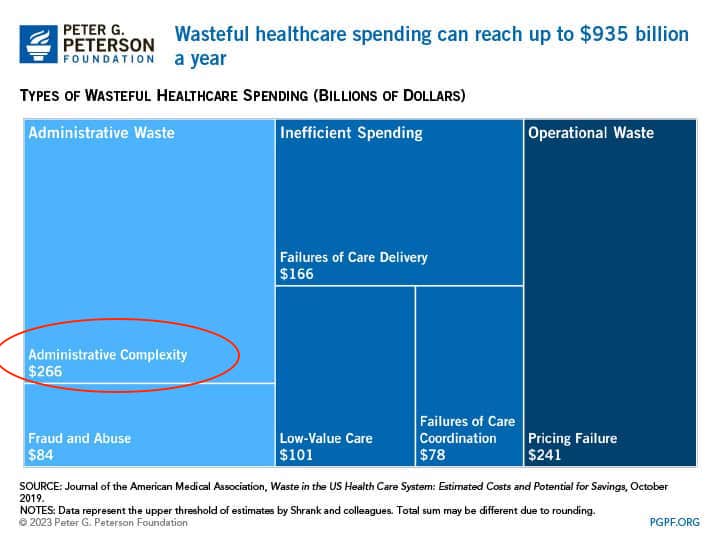 PETER G.
PETERSON
FOUNDATION
Wasteful healthcare spending can reach up to $935 billion
a year
TYPES OF WASTEFUL HEALTHCARE SPENDING (BILLIONS OF DOLLARS)
Administrative Waste
Administrative Complexity
$266
Fraud and Abuse
$84
Inefficient Spending
Failures of Care Delivery
$166
Low-Value Care
$101
Failures of Care
Coordination
$78
Operational Waste
Pricing Failure
$241
SOURCE: Journal of the American Medical Association, Waste in the US Health Care System: Estimated Costs and Potential for Savings, October
2019.
NOTES: Data represent the upper threshold of estimates by Shrank and colleagues. Total sum may be different due to rounding.
© 2023 Peter G. Peterson Foundation
PGPF.ORG